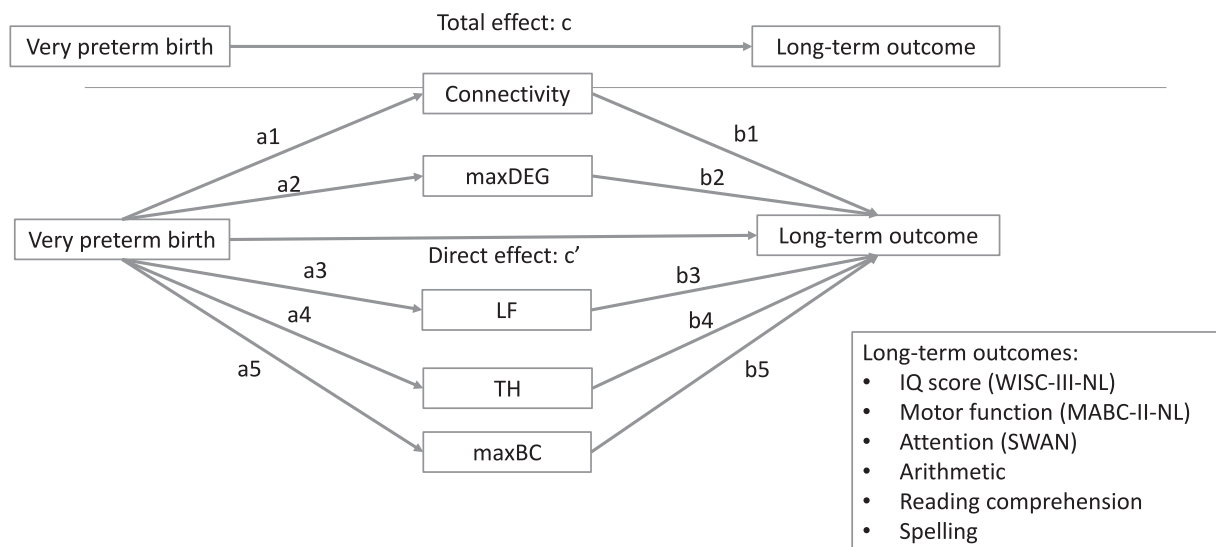 Total effect: c
Very preterm birth
Long-term outcome
Connectivity
a1
b1
a2
maxDEG
b2
Very preterm birth
Long-term outcome
Direct effect: c’
a3
LF
b3
a4
b4
a5
TH
b5
maxBC
Long-term outcomes:
• IQ score (WISC-III-NL)
• Motor function (MABC-II-NL)
• Attention (SWAN)
• Arithmetic
• Reading comprehension
• Spelling